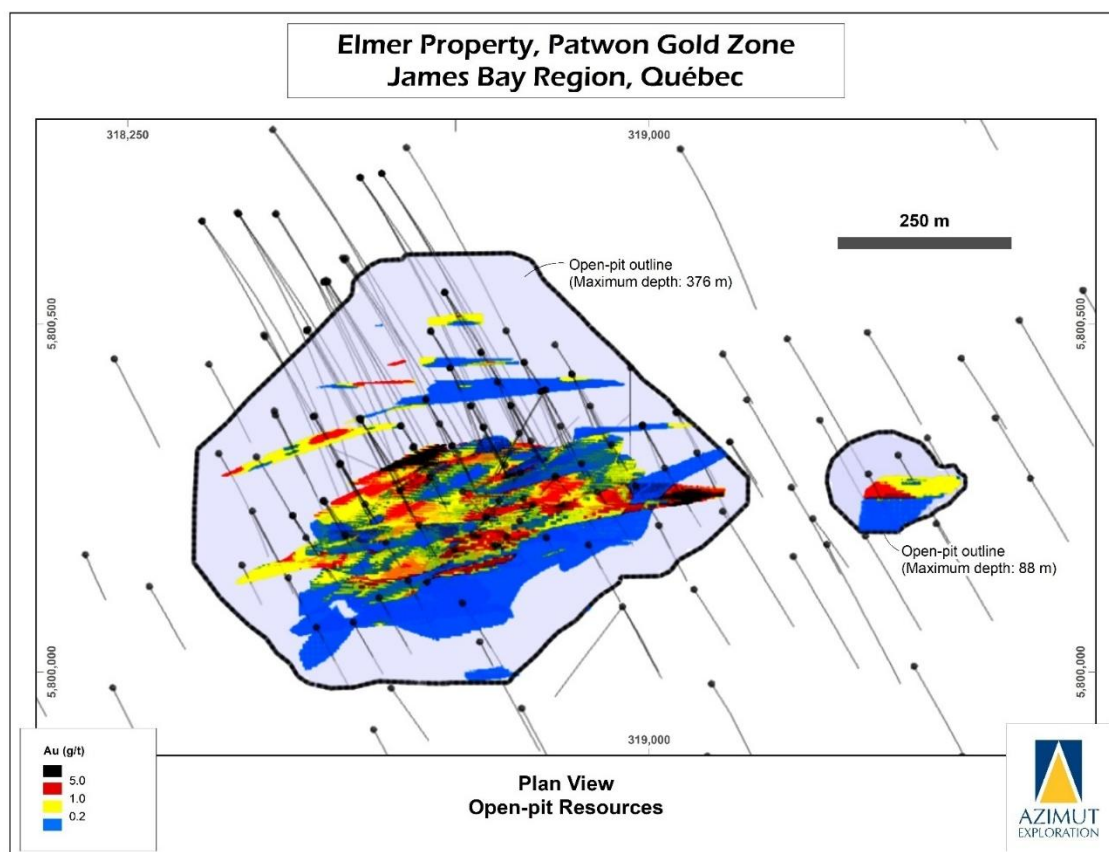 Elmer Property, Patwon Gold Zone
James Bay Region, Québec
318,250
319,000
250 m
Open-pit outline
(Maximum depth: 376 m)
5,800,500
5,800,500
Open-pit outline
(Maximum depth: 88 m)
5,800,000
5,800,000
319,000
Au (g/t)
5.0
1.0
0.2
Plan View
Open-pit Resources
AZIMUT
EXPLORATION